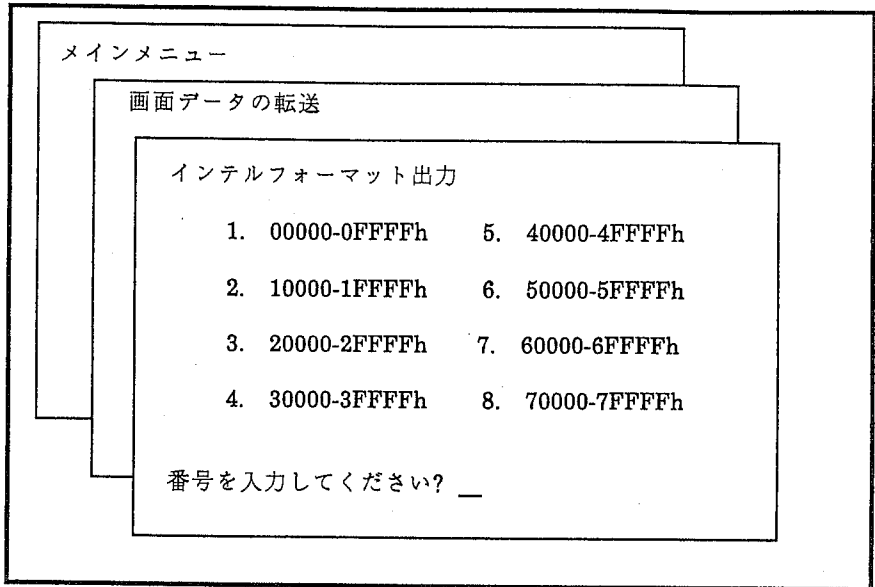 メインメニュー
画面データの転送
インテルフォーマット出力
1. 00000-0FFFFh 5. 40000-4FFFFh
2. 10000-1FFFFh 6. 50000-5FFFFh
3. 20000-2FFFFh 7. 60000-6FFFFh
4. 30000-3FFFFh 8. 70000-7FFFFh
番号を入力してください? _